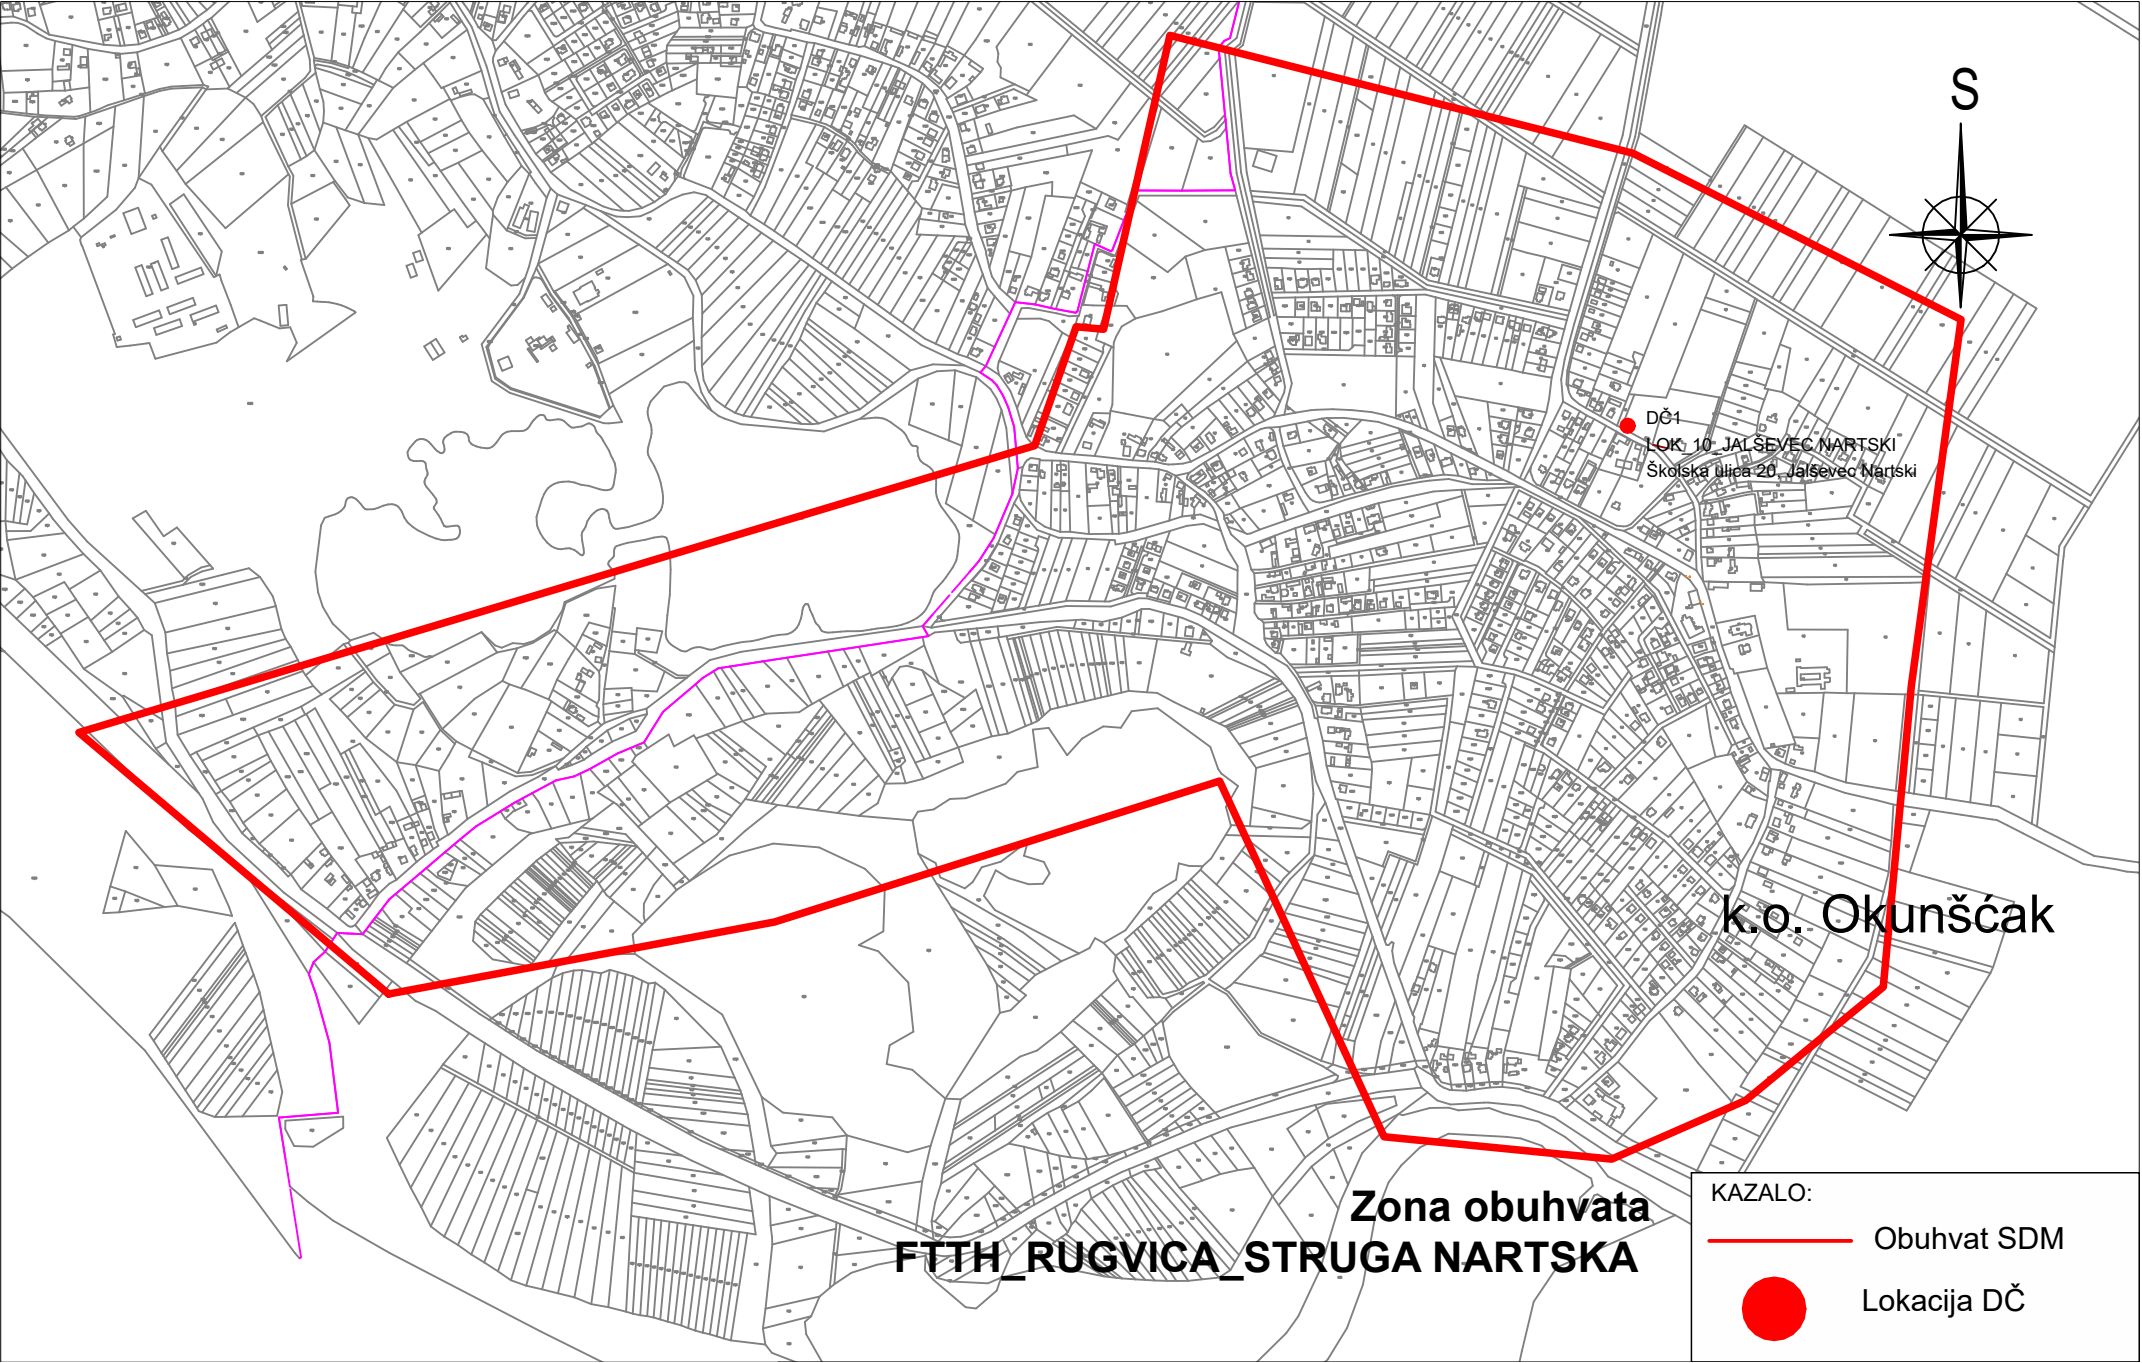 S
DČ1
LOK_10_JALŠEVEC NARTSKI
Školska ulica 20, Jalševec Nartski
k.o. Okunšćak
Zona obuhvata
FTTH_RUGVICA_STRUGA NARTSKA
KAZALO:
Obuhvat SDM
Lokacija DČ